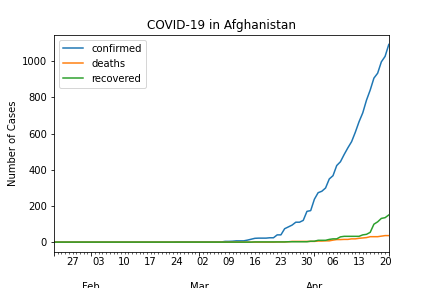 COVID-19 in Afghanistan
confirmed
deaths
recovered
Number of Cases
1000
800
600
400
200
0
27 03 10 17 24 02 09 16 23 30 06 13 20
Feb Mar Apr